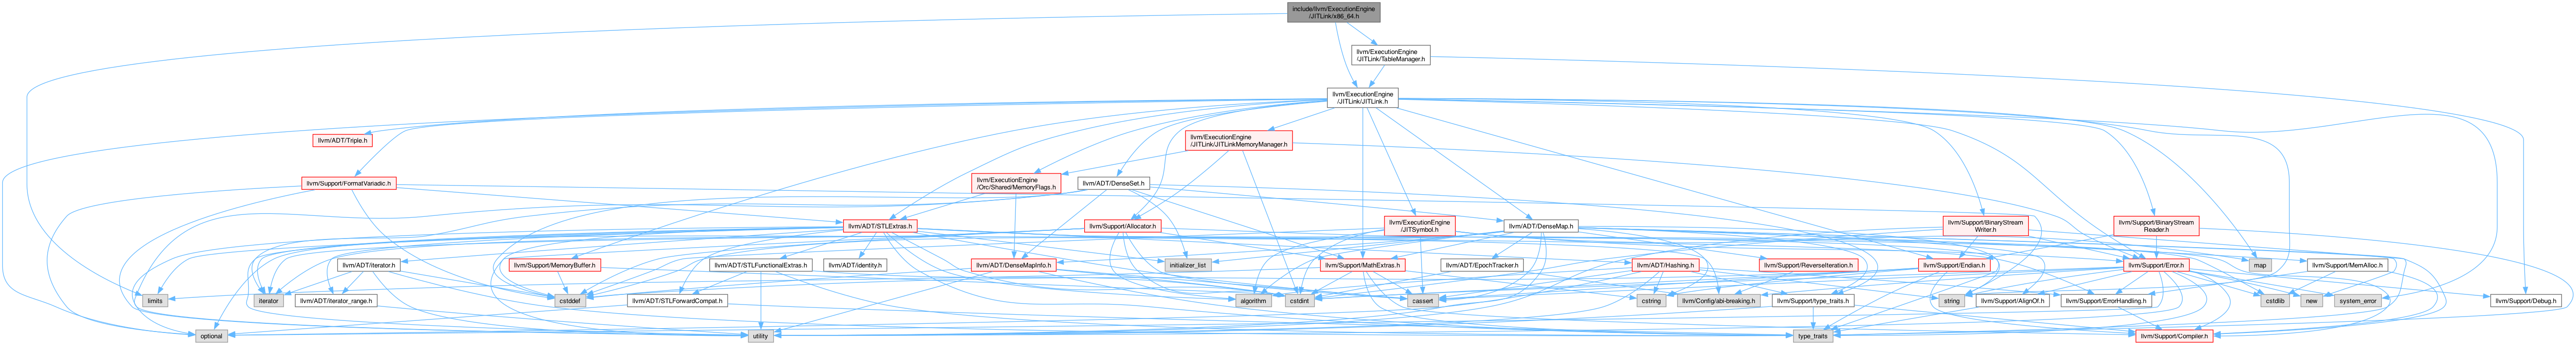 include/llvm/ExecutionEngine
/JITLink/x86_64.h
llvm/ExecutionEngine
/JITLink/TableManager.h
llvm/ExecutionEngine
/JITLink/JITLink.h
llvm/ADT/Triple.h
llvm/ExecutionEngine
/JITLink/JITLinkMemoryManager.h
llvm/Support/FormatVariadic.h
llvm/ExecutionEngine
/Orc/Shared/MemoryFlags.h
llvm/ADT/DenseSet.h
llvm/ADT/STLExtras.h
llvm/Support/Allocator.h
llvm/ExecutionEngine
/JITSymbol.h
llvm/ADT/DenseMap.h
llvm/Support/BinaryStream
Writer.h
llvm/Support/BinaryStream
Reader.h
llvm/ADT/iterator.h
llvm/Support/MemoryBuffer.h
llvm/ADT/STLFunctionalExtras.h
llvm/ADT/identity.h
llvm/ADT/DenseMapInfo.h
initializer_list
llvm/Support/MathExtras.h
llvm/ADT/EpochTracker.h
llvm/ADT/Hashing.h
llvm/Support/ReverseIteration.h
llvm/Support/Endian.h
llvm/Support/Error.h
map
llvm/Support/MemAlloc.h
limits
iterator
llvm/ADT/iterator_range.h
cstddef
llvm/ADT/STLForwardCompat.h
algorithm
cstdint
cassert
cstring
llvm/Config/abi-breaking.h
llvm/Support/type_traits.h
string
llvm/Support/AlignOf.h
llvm/Support/ErrorHandling.h
cstdlib
new
system_error
llvm/Support/Debug.h
optional
utility
type_traits
llvm/Support/Compiler.h